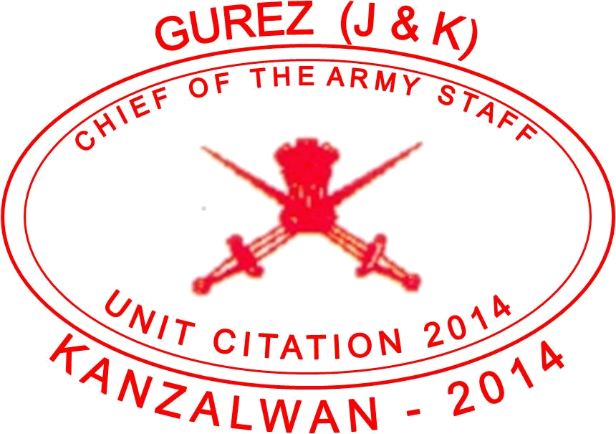 GUREZ (J & K)
CHIEF OF THE ARMY STAFF
UNIT CITATION 2014
KANZALWAN - 2014